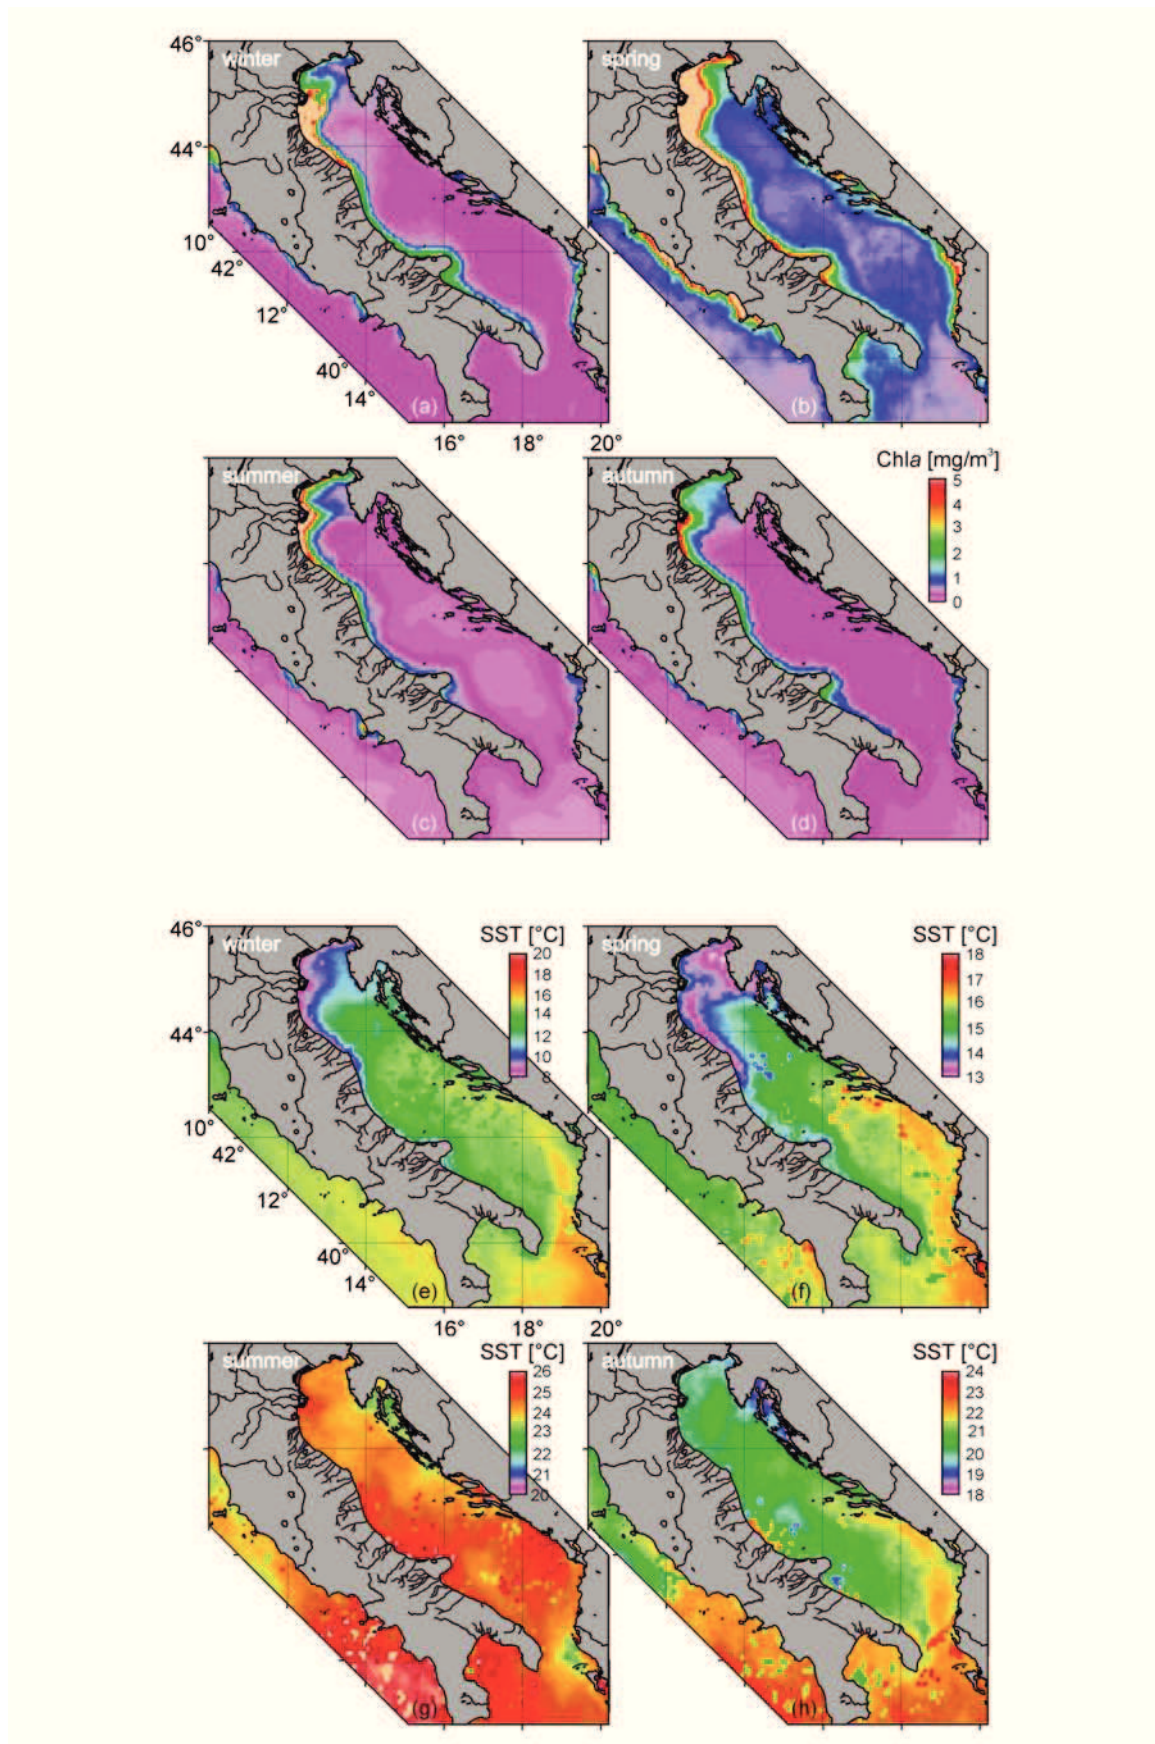 46°
winter
spring
44°
10°
42°
12°
40°
14°
(a)
(b)
16°
18°
20°
summer
autumn
Chla [mg/m³]
5
4
3
2
1
0
(c)
(d)
46°
winter
SST [°C]
20
18
16
14
12
10
8
spring
SST [°C]
18
17
16
15
14
13
44°
10°
42°
12°
40°
14°
(e)
(f)
16°
18°
20°
summer
SST [°C]
26
25
24
23
22
21
20
autumn
SST [°C]
24
23
22
21
20
19
18
(g)
(h)